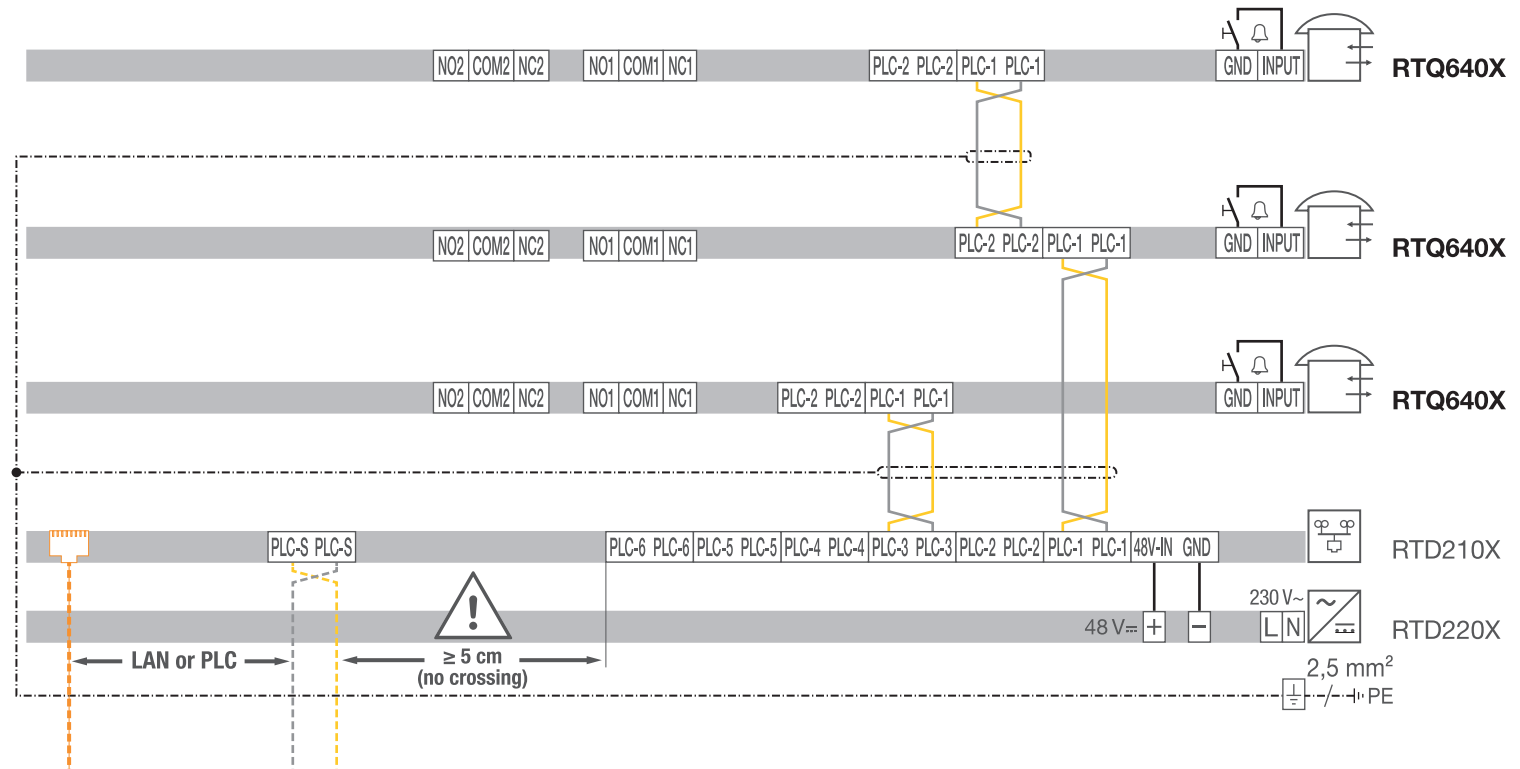 NO2 COM2 NC2 NO1 COM1 NC1 PLC-2 PLC-2 PLC-1 PLC-1 GND INPUT RTQ640X
NO2 COM2 NC2 NO1 COM1 NC1 PLC-2 PLC-2 PLC-1 PLC-1 GND INPUT RTQ640X
NO2 COM2 NC2 NO1 COM1 NC1 PLC-2 PLC-2 PLC-1 PLC-1 GND INPUT RTQ640X
PLC-S PLC-S PLC-6 PLC-6 PLC-5 PLC-5 PLC-4 PLC-4 PLC-3 PLC-3 PLC-2 PLC-2 PLC-1 PLC-1 48V-IN GND RTD210X
230 V~
! 48 V⎓ + − L N RTD220X
LAN or PLC ≥ 5 cm
(no crossing)
2,5 mm²
PE